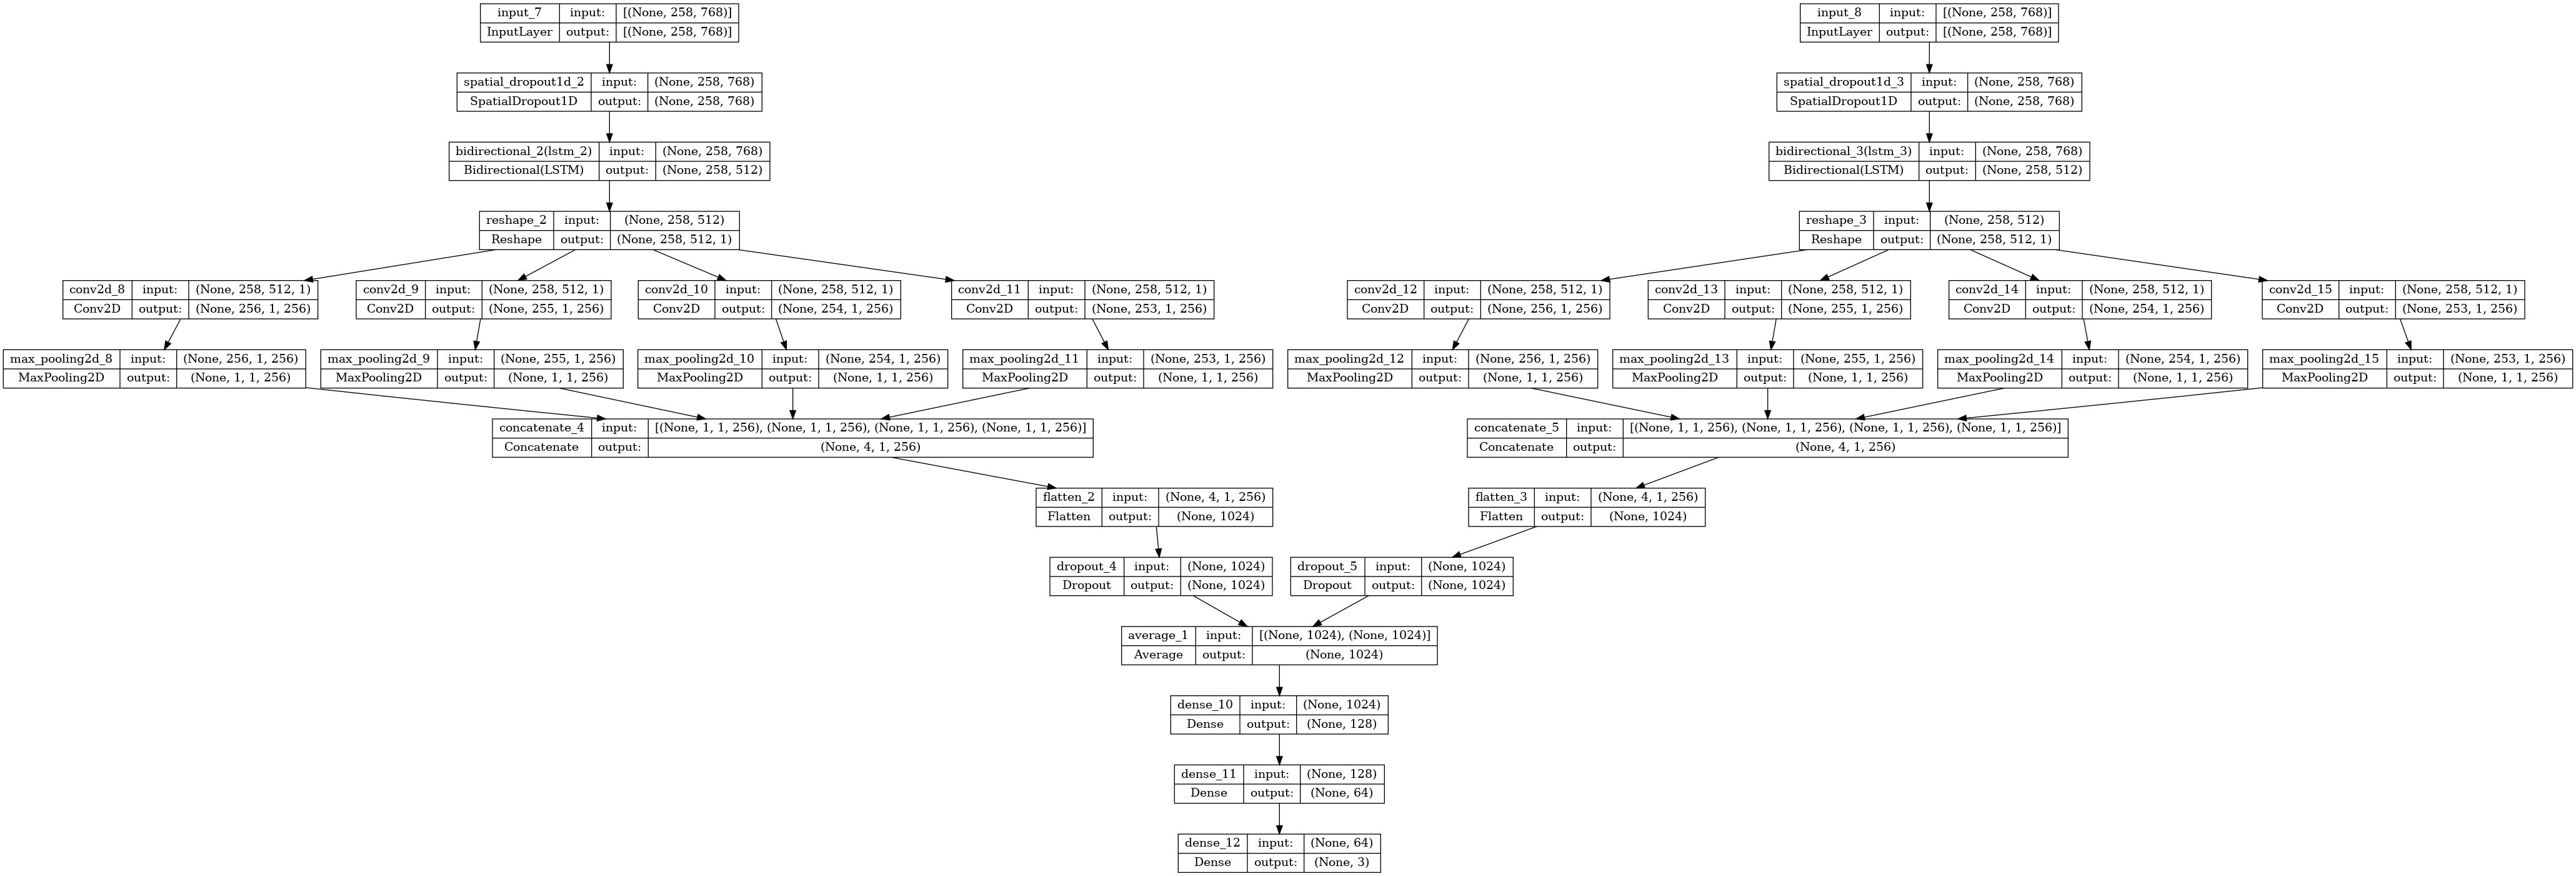 input_7 input: [(None, 258, 768)]
InputLayer output: [(None, 258, 768)]
input_8 input: [(None, 258, 768)]
InputLayer output: [(None, 258, 768)]
spatial_dropout1d_2 input: (None, 258, 768)
SpatialDropout1D output: (None, 258, 768)
spatial_dropout1d_3 input: (None, 258, 768)
SpatialDropout1D output: (None, 258, 768)
bidirectional_2(lstm_2) input: (None, 258, 768)
Bidirectional(LSTM) output: (None, 258, 512)
bidirectional_3(lstm_3) input: (None, 258, 768)
Bidirectional(LSTM) output: (None, 258, 512)
reshape_2 input: (None, 258, 512)
Reshape output: (None, 258, 512, 1)
reshape_3 input: (None, 258, 512)
Reshape output: (None, 258, 512, 1)
conv2d_8 input: (None, 258, 512, 1)
Conv2D output: (None, 256, 1, 256)
conv2d_9 input: (None, 258, 512, 1)
Conv2D output: (None, 255, 1, 256)
conv2d_10 input: (None, 258, 512, 1)
Conv2D output: (None, 254, 1, 256)
conv2d_11 input: (None, 258, 512, 1)
Conv2D output: (None, 253, 1, 256)
conv2d_12 input: (None, 258, 512, 1)
Conv2D output: (None, 256, 1, 256)
conv2d_13 input: (None, 258, 512, 1)
Conv2D output: (None, 255, 1, 256)
conv2d_14 input: (None, 258, 512, 1)
Conv2D output: (None, 254, 1, 256)
conv2d_15 input: (None, 258, 512, 1)
Conv2D output: (None, 253, 1, 256)
max_pooling2d_8 input: (None, 256, 1, 256)
MaxPooling2D output: (None, 1, 1, 256)
max_pooling2d_9 input: (None, 255, 1, 256)
MaxPooling2D output: (None, 1, 1, 256)
max_pooling2d_10 input: (None, 254, 1, 256)
MaxPooling2D output: (None, 1, 1, 256)
max_pooling2d_11 input: (None, 253, 1, 256)
MaxPooling2D output: (None, 1, 1, 256)
max_pooling2d_12 input: (None, 256, 1, 256)
MaxPooling2D output: (None, 1, 1, 256)
max_pooling2d_13 input: (None, 255, 1, 256)
MaxPooling2D output: (None, 1, 1, 256)
max_pooling2d_14 input: (None, 254, 1, 256)
MaxPooling2D output: (None, 1, 1, 256)
max_pooling2d_15 input: (None, 253, 1, 256)
MaxPooling2D output: (None, 1, 1, 256)
concatenate_4 input: [(None, 1, 1, 256), (None, 1, 1, 256), (None, 1, 1, 256), (None, 1, 1, 256)]
Concatenate output: (None, 4, 1, 256)
concatenate_5 input: [(None, 1, 1, 256), (None, 1, 1, 256), (None, 1, 1, 256), (None, 1, 1, 256)]
Concatenate output: (None, 4, 1, 256)
flatten_2 input: (None, 4, 1, 256)
Flatten output: (None, 1024)
flatten_3 input: (None, 4, 1, 256)
Flatten output: (None, 1024)
dropout_4 input: (None, 1024)
Dropout output: (None, 1024)
dropout_5 input: (None, 1024)
Dropout output: (None, 1024)
average_1 input: [(None, 1024), (None, 1024)]
Average output: (None, 1024)
dense_10 input: (None, 1024)
Dense output: (None, 128)
dense_11 input: (None, 128)
Dense output: (None, 64)
dense_12 input: (None, 64)
Dense output: (None, 3)